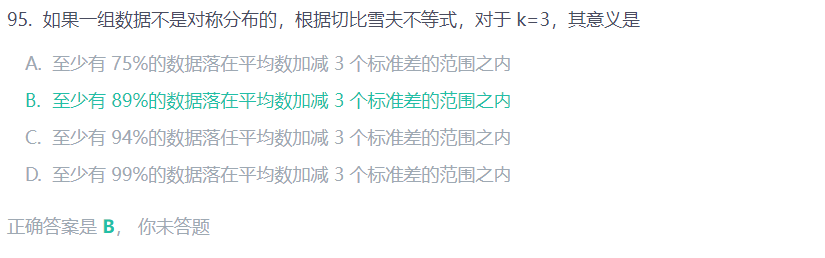 95. 如果一组数据不是对称分布的，根据切比雪夫不等式，对于 k=3，其意义是
A. 至少有 75%的数据落在平均数加减 3 个标准差的范围之内
B. 至少有 89%的数据落在平均数加减 3 个标准差的范围之内
C. 至少有 94%的数据落任平均数加减 3 个标准差的范围之内
D. 至少有 99%的数据落在平均数加减 3 个标准差的范围之内
正确答案是 B， 你未答题